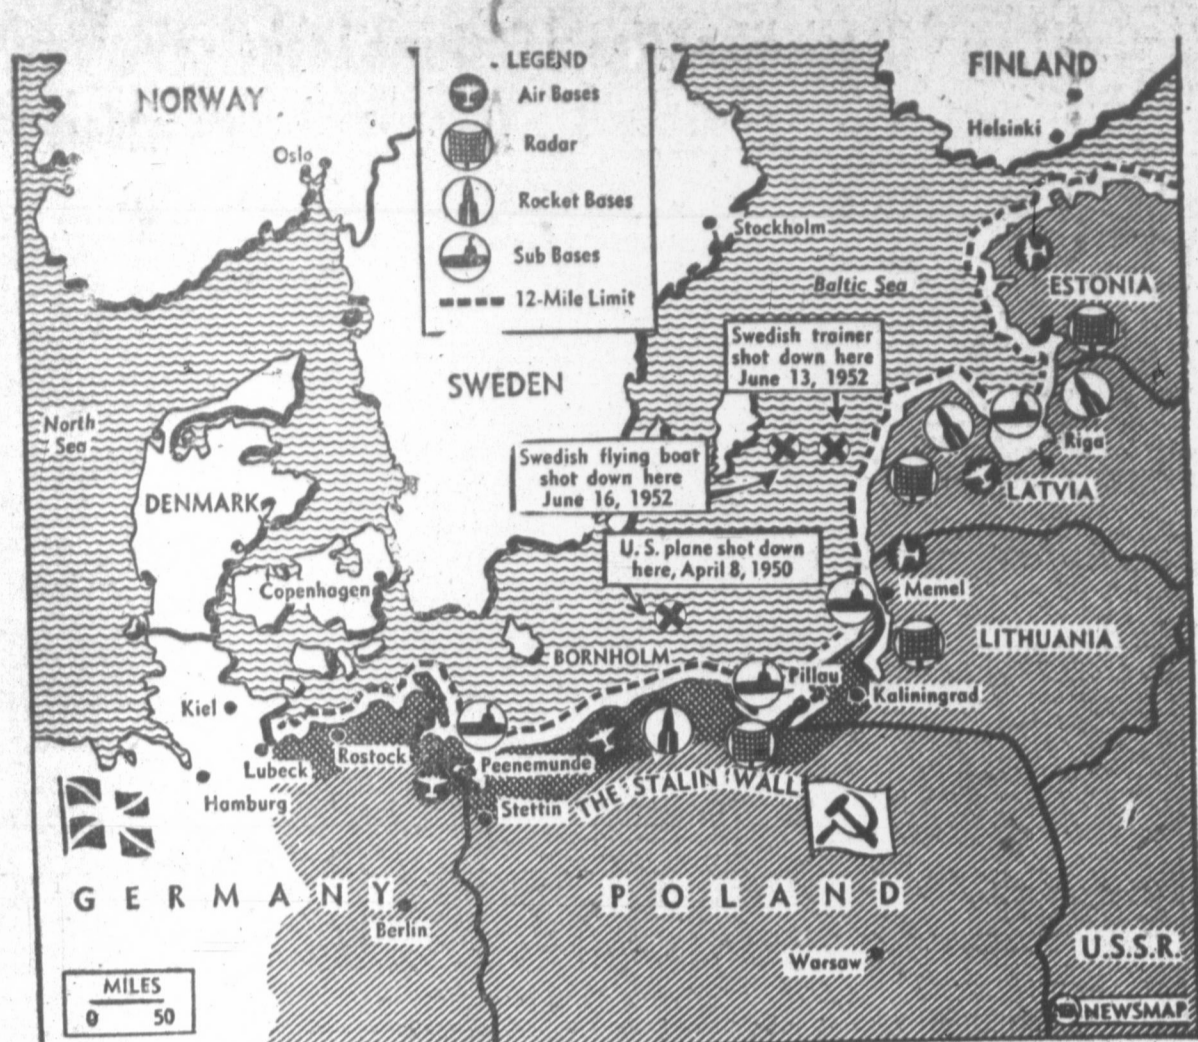 LEGEND
Air Bases
Radar
Rocket Bases
Sub Bases
12-Mile Limit
NORWAY
Oslo
FINLAND
Helsinki
Stockholm
Baltic Sea
ESTONIA
Swedish trainer
shot down here
June 13, 1952
SWEDEN
North
Sea
Swedish flying boat
shot down here
June 16, 1952
Riga
LATVIA
DENMARK
U. S. plane shot down
here, April 8, 1950
Copenhagen
Memel
LITHUANIA
BORNHOLM
Pillau
Kaliningrad
Kiel
Lubeck
Rostock
Peenemunde
Hamburg
Stettin
THE STALIN WALL
GERMANY
POLAND
Berlin
Warsaw
U.S.S.R.
MILES
0 50
NEWSMAP